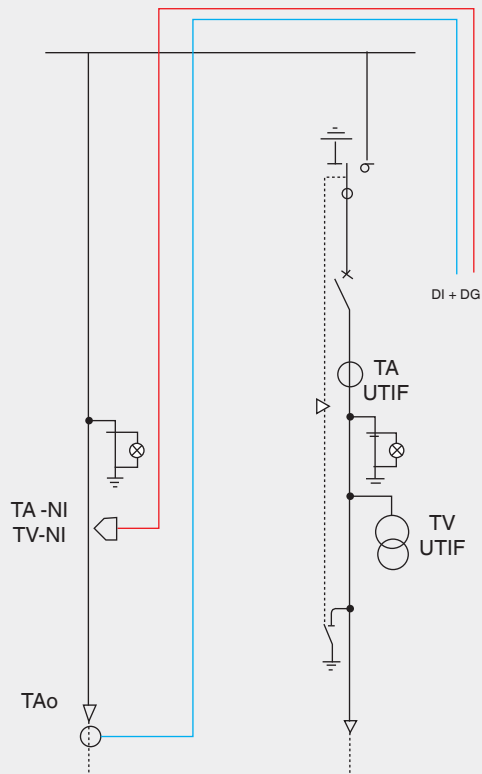 DI + DG
TA
UTIF
TA -NI
TV-NI
TV
UTIF
TAo